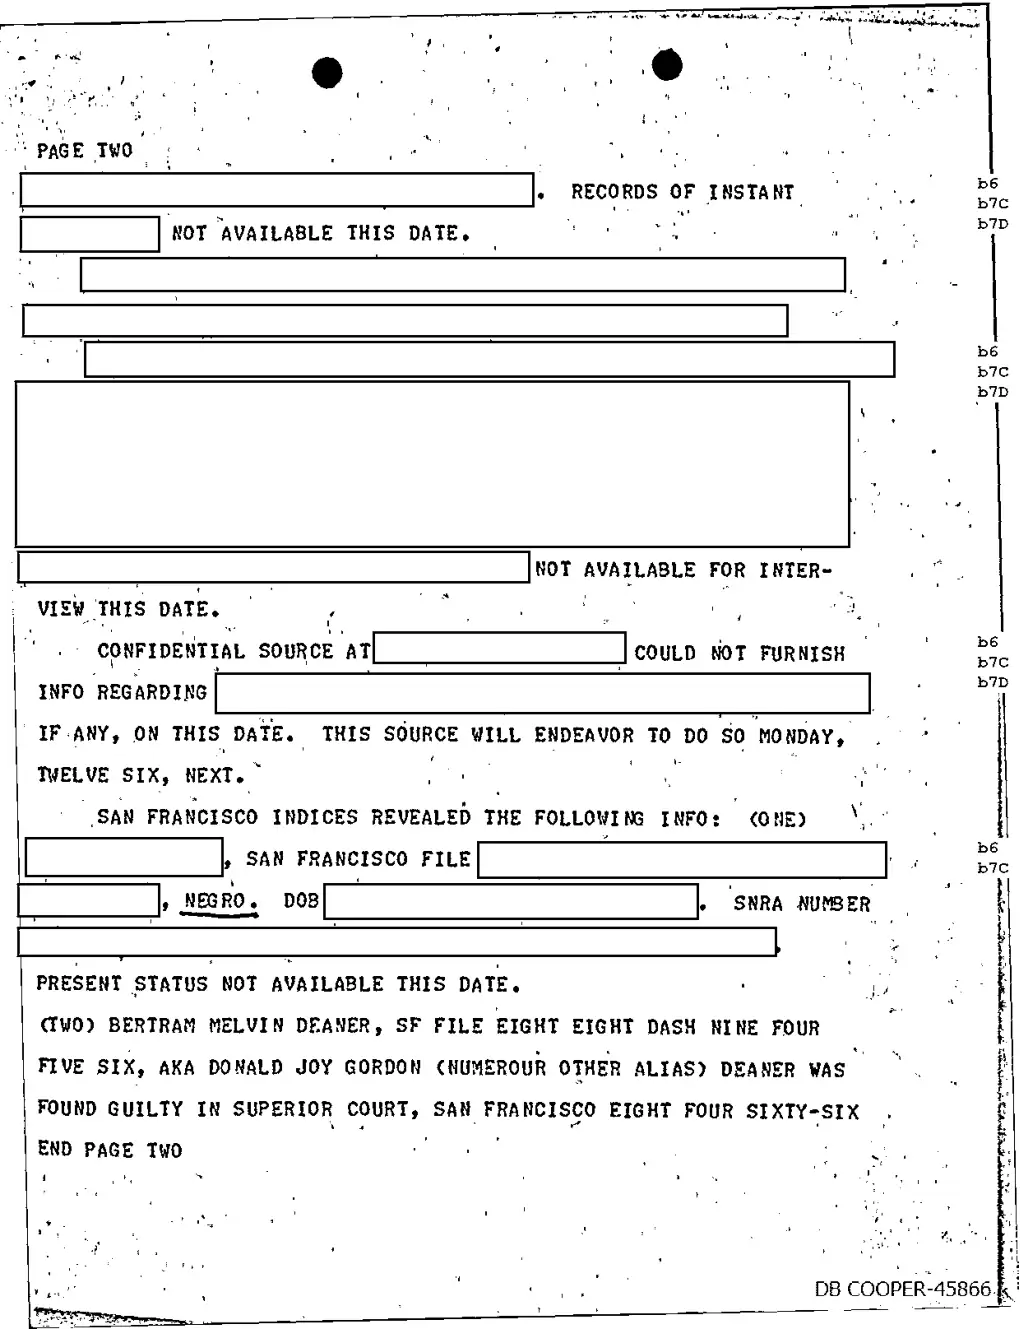 PAGE TWO
. RECORDS OF INSTANT
b6
b7C
b7D
NOT AVAILABLE THIS DATE.
b6
b7C
b7D
NOT AVAILABLE FOR INTER-
VIEW THIS DATE.
CONFIDENTIAL SOURCE AT COULD NOT FURNISH
b6
b7C
b7D
INFO REGARDING
IF ANY, ON THIS DATE. THIS SOURCE WILL ENDEAVOR TO DO SO MONDAY,
TWELVE SIX, NEXT.
SAN FRANCISCO INDICES REVEALED THE FOLLOWING INFO: (ONE)
, SAN FRANCISCO FILE
b6
b7C
, NEGRO. DOB . SNRA NUMBER
.
PRESENT STATUS NOT AVAILABLE THIS DATE.
(TWO) BERTRAM MELVIN DEANER, SF FILE EIGHT EIGHT DASH NINE FOUR
FIVE SIX, AKA DONALD JOY GORDON (NUMEROUR OTHER ALIAS) DEANER WAS
FOUND GUILTY IN SUPERIOR COURT, SAN FRANCISCO EIGHT FOUR SIXTY-SIX
END PAGE TWO
DB COOPER-45866